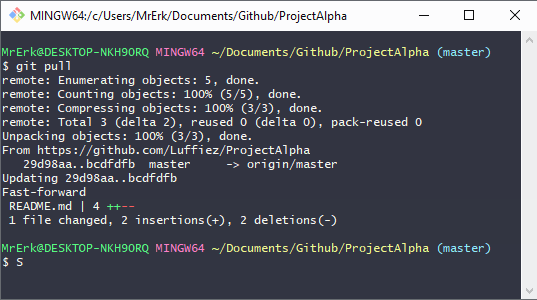 MINGW64:/c/Users/MrErk/Documents/Github/ProjectAlpha
MrErk@DESKTOP-NKH9ORQ MINGW64 ~/Documents/Github/ProjectAlpha (master)
$ git pull
remote: Enumerating objects: 5, done.
remote: Counting objects: 100% (5/5), done.
remote: Compressing objects: 100% (3/3), done.
remote: Total 3 (delta 2), reused 0 (delta 0), pack-reused 0
Unpacking objects: 100% (3/3), done.
From https://github.com/Luffiez/ProjectAlpha
   29d98aa..bcdfdfb  master     -> origin/master
Updating 29d98aa..bcdfdfb
Fast-forward
 README.md | 4 ++--
 1 file changed, 2 insertions(+), 2 deletions(-)
MrErk@DESKTOP-NKH9ORQ MINGW64 ~/Documents/Github/ProjectAlpha (master)
$ S